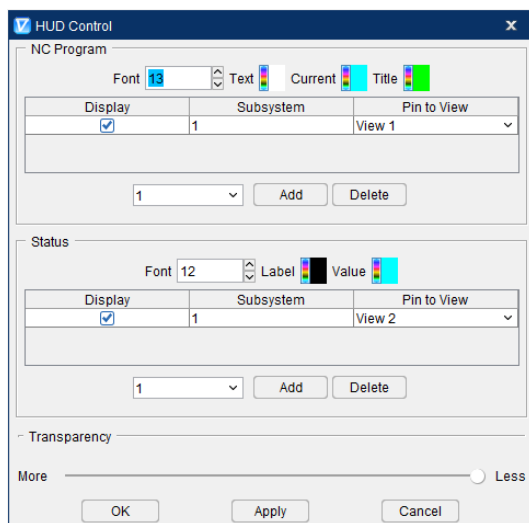 HUD Control
NC Program
Font 13 Text Current Title
Display Subsystem Pin to View
1 View 1
1 Add Delete
Status
Font 12 Label Value
Display Subsystem Pin to View
1 View 2
1 Add Delete
Transparency
More Less
OK Apply Cancel